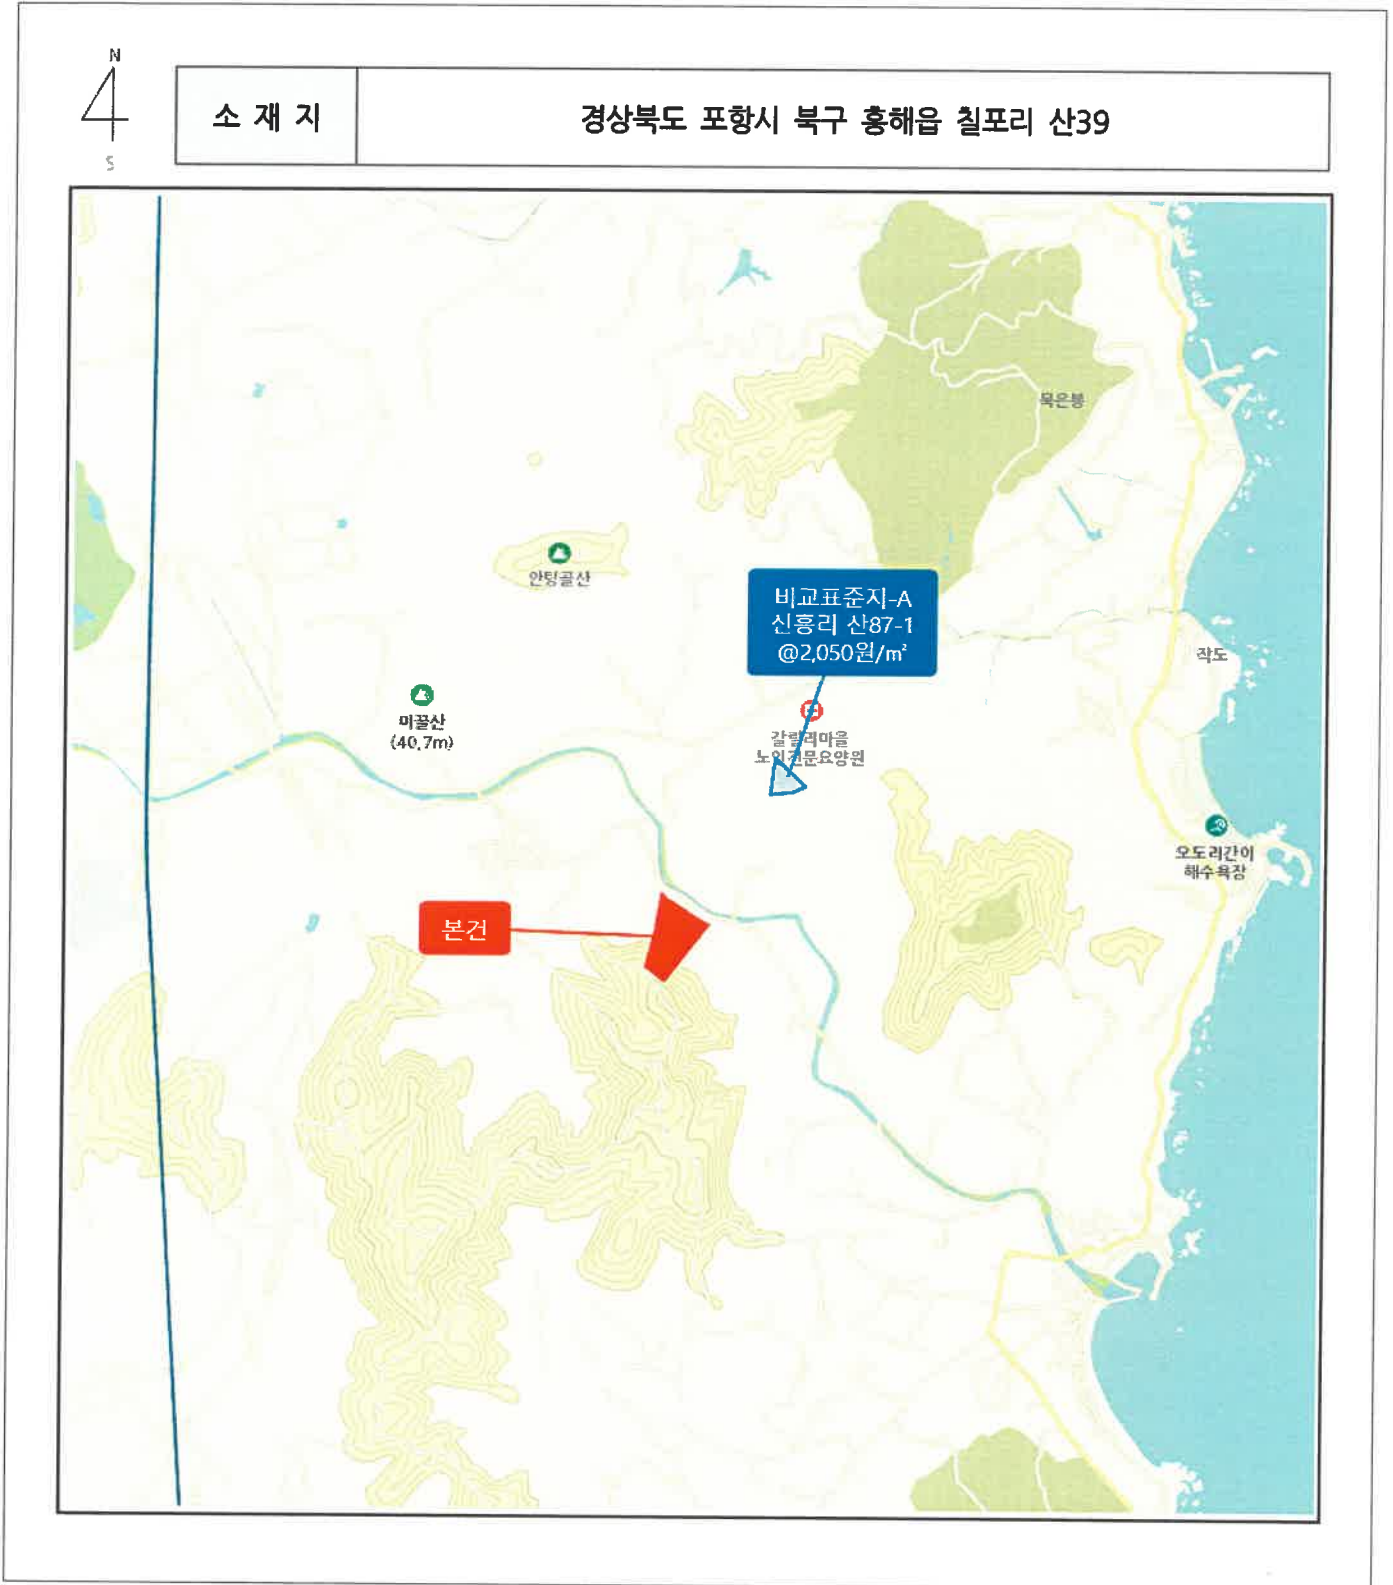 N
S
소 재 지
경상북도 포항시 북구 흥해읍 칠포리 산39
묵은봉
안팅골산
비교표준지-A
신흥리 산87-1
@2,050원/㎡
작도
미꿀산
(40.7m)
갈릴리마을
노인전문요양원
오도리간이
해수욕장
본건